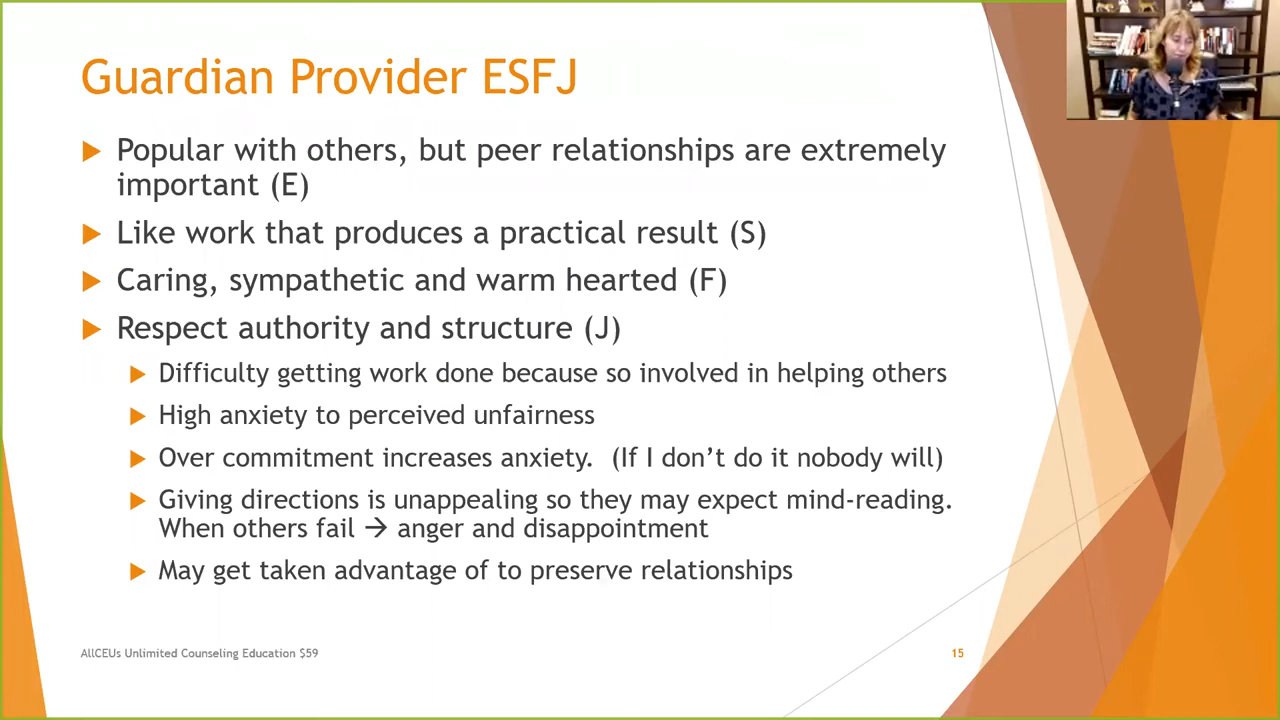 Guardian Provider ESFJ
Popular with others, but peer relationships are extremely
important (E)
Like work that produces a practical result (S)
Caring, sympathetic and warm hearted (F)
Respect authority and structure (J)
Difficulty getting work done because so involved in helping others
High anxiety to perceived unfairness
Over commitment increases anxiety.  (If I don’t do it nobody will)
Giving directions is unappealing so they may expect mind-reading.
When others fail → anger and disappointment
May get taken advantage of to preserve relationships
AllCEUs Unlimited Counseling Education $59
15